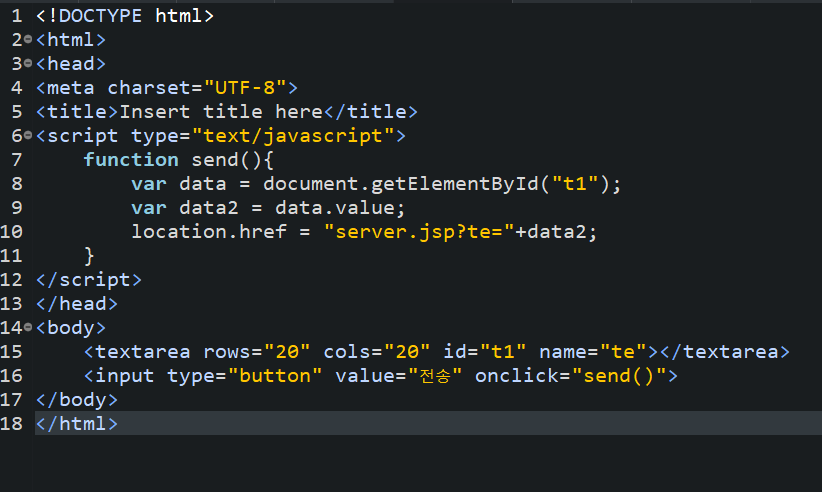 1 <!DOCTYPE html>
2 <html>
3 <head>
4 <meta charset="UTF-8">
5 <title>Insert title here</title>
6 <script type="text/javascript">
7     function send(){
8         var data = document.getElementById("t1");
9         var data2 = data.value;
10         location.href = "server.jsp?te="+data2;
11     }
12 </script>
13 </head>
14 <body>
15     <textarea rows="20" cols="20" id="t1" name="te"></textarea>
16     <input type="button" value="전송" onclick="send()">
17 </body>
18 </html>